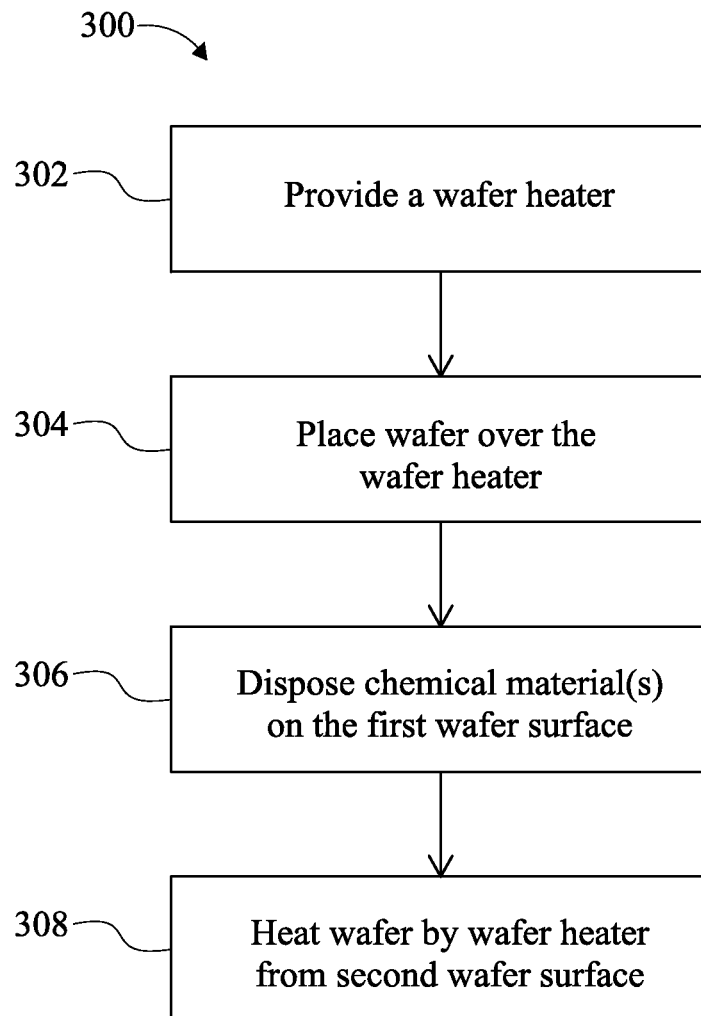 300
302
Provide a wafer heater
304
Place wafer over the
wafer heater
306
Dispose chemical material(s)
on the first wafer surface
308
Heat wafer by wafer heater
from second wafer surface